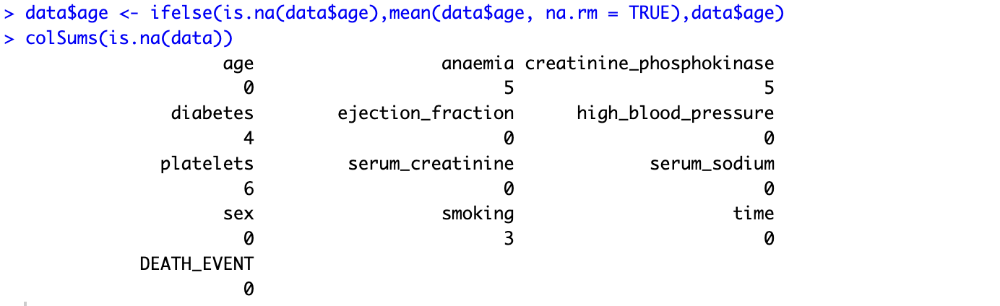 > data$age <- ifelse(is.na(data$age),mean(data$age, na.rm = TRUE),data$age)
> colSums(is.na(data))
age anaemia creatinine_phosphokinase
0 5 5
diabetes ejection_fraction high_blood_pressure
4 0 0
platelets serum_creatinine serum_sodium
6 0 0
sex smoking time
0 3 0
DEATH_EVENT
0